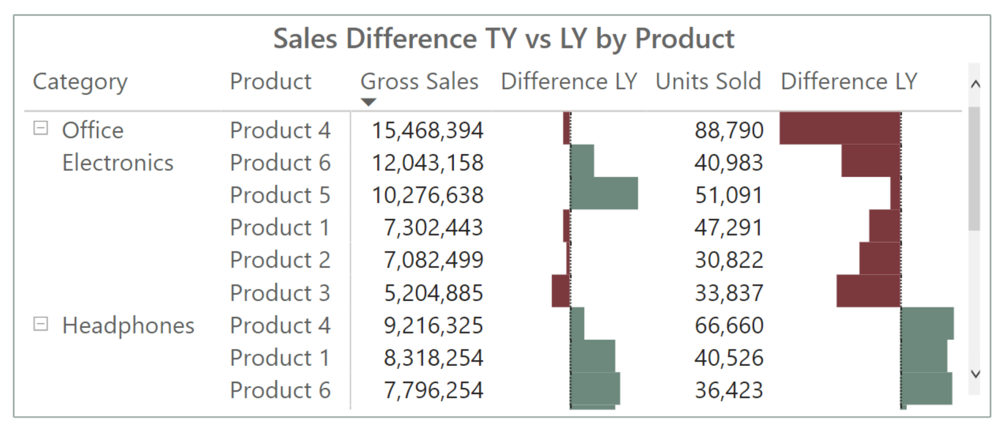 Sales Difference TY vs LY by Product
Category Product Gross Sales Difference LY Units Sold Difference LY
Office Product 4 15,468,394 88,790
Electronics Product 6 12,043,158 40,983
Product 5 10,276,638 51,091
Product 1 7,302,443 47,291
Product 2 7,082,499 30,822
Product 3 5,204,885 33,837
Headphones Product 4 9,216,325 66,660
Product 1 8,318,254 40,526
Product 6 7,796,254 36,423